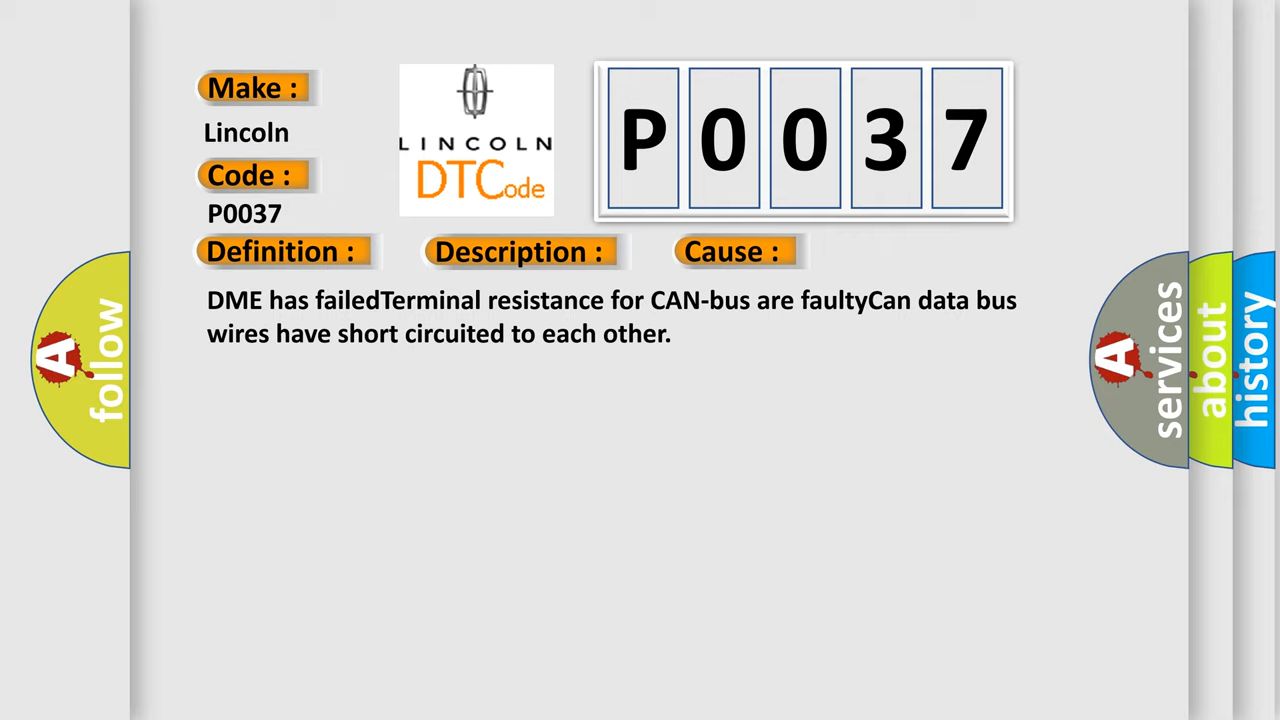 Make :
Lincoln
Code :
P0037
LINCOLN
DTCode
P0037
Definition :
Description :
Cause :
DME has failedTerminal resistance for CAN-bus are faultyCan data bus
wires have short circuited to each other.
A
follow
A
services
about
history